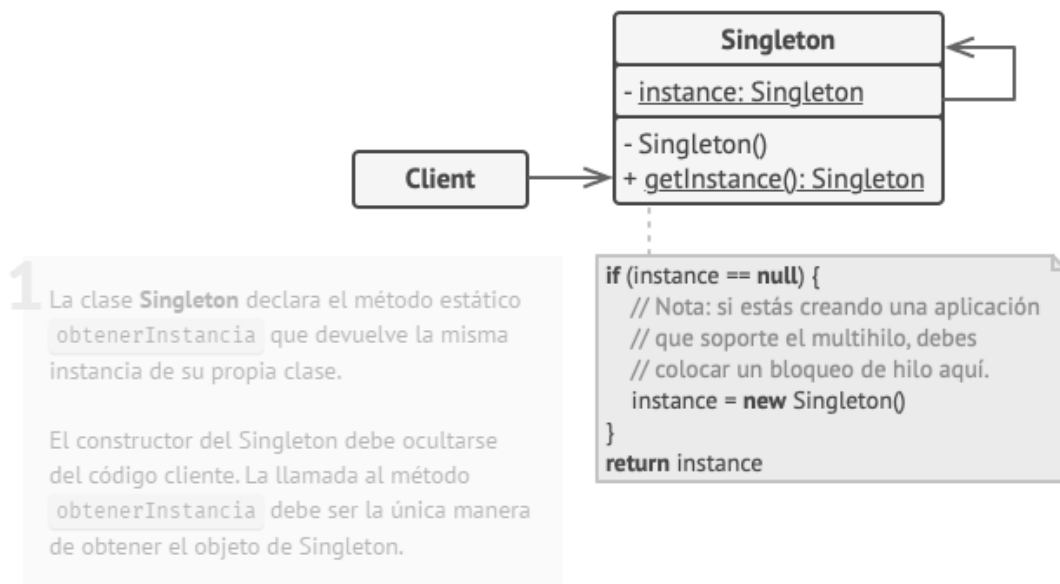 Singleton
- instance: Singleton
- Singleton()
+ getInstance(): Singleton
Client
1
La clase Singleton declara el método estático
obtenerInstancia que devuelve la misma
instancia de su propia clase.
El constructor del Singleton debe ocultarse
del código cliente. La llamada al método
obtenerInstancia debe ser la única manera
de obtener el objeto de Singleton.
if (instance == null) {
// Nota: si estás creando una aplicación
// que soporte el multihilo, debes
// colocar un bloqueo de hilo aquí.
instance = new Singleton()
}
return instance